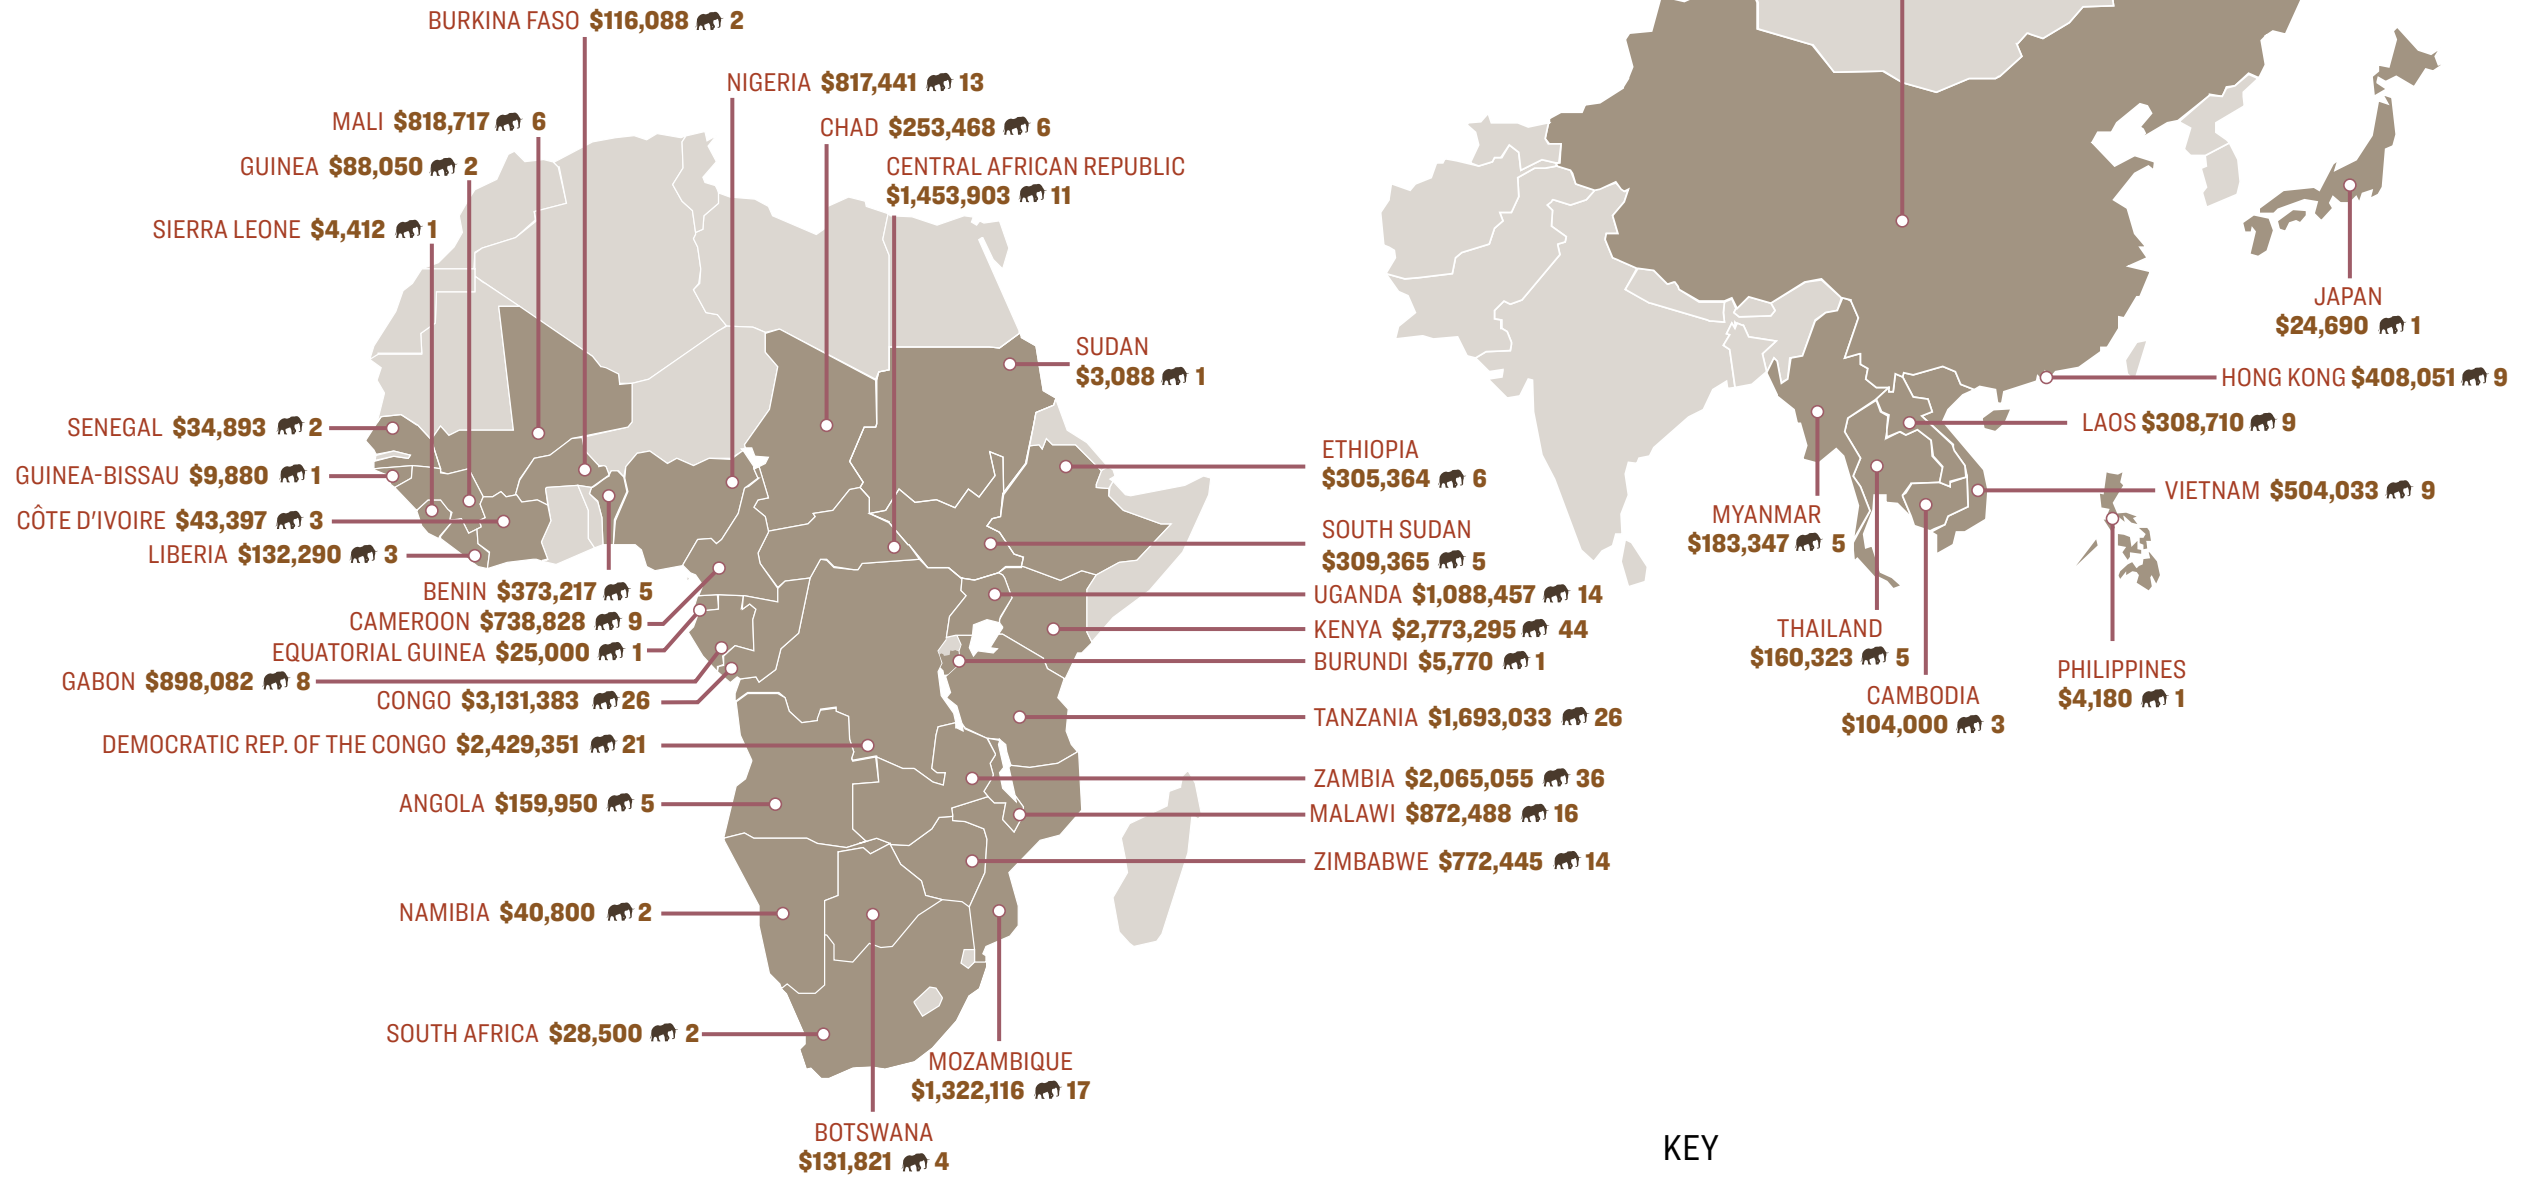 BURKINA FASO $116,088 2
NIGERIA $817,441 13
MALI $818,717 6
CHAD $253,468 6
GUINEA $88,050 2
CENTRAL AFRICAN REPUBLIC
$1,453,903 11
SIERRA LEONE $4,412 1
JAPAN
$24,690 1
SUDAN
$3,088 1
HONG KONG $408,051 9
LAOS $308,710 9
SENEGAL $34,893 2
ETHIOPIA
$305,364 6
GUINEA-BISSAU $9,880 1
VIETNAM $504,033 9
CÔTE D'IVOIRE $43,397 3
MYANMAR
$183,347 5
SOUTH SUDAN
$309,365 5
LIBERIA $132,290 3
BENIN $373,217 5
UGANDA $1,088,457 14
CAMEROON $738,828 9
KENYA $2,773,295 44
THAILAND
$160,323 5
EQUATORIAL GUINEA $25,000 1
BURUNDI $5,770 1
PHILIPPINES
$4,180 1
GABON $898,082 8
CONGO $3,131,383 26
CAMBODIA
$104,000 3
TANZANIA $1,693,033 26
DEMOCRATIC REP. OF THE CONGO $2,429,351 21
ZAMBIA $2,065,055 36
ANGOLA $159,950 5
MALAWI $872,488 16
ZIMBABWE $772,445 14
NAMIBIA $40,800 2
SOUTH AFRICA $28,500 2
MOZAMBIQUE
$1,322,116 17
BOTSWANA
$131,821 4
KEY